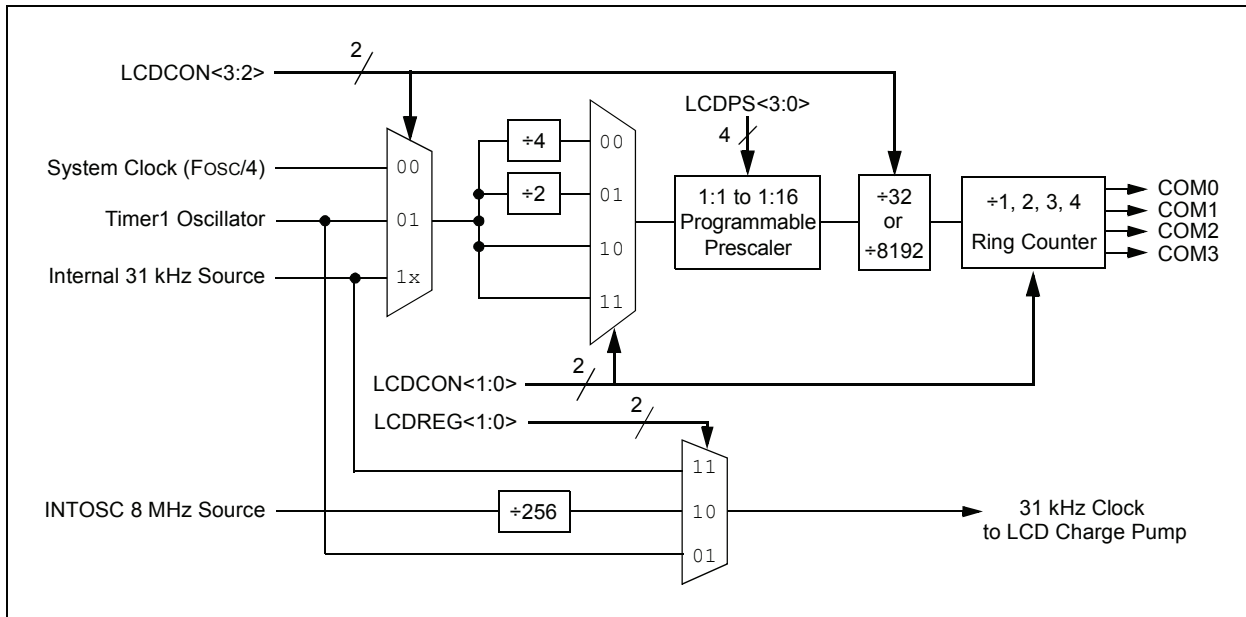 LCDCON<3:2>
2
LCDPS<3:0>
4
System Clock (FOSC/4)
Timer1 Oscillator
Internal 31 kHz Source
00
01
1x
÷4
÷2
00
01
10
11
1:1 to 1:16
Programmable
Prescaler
÷32
or
÷8192
÷1, 2, 3, 4
Ring Counter
COM0
COM1
COM2
COM3
LCDCON<1:0>
2
LCDREG<1:0>
2
INTOSC 8 MHz Source
÷256
11
10
01
31 kHz Clock
to LCD Charge Pump